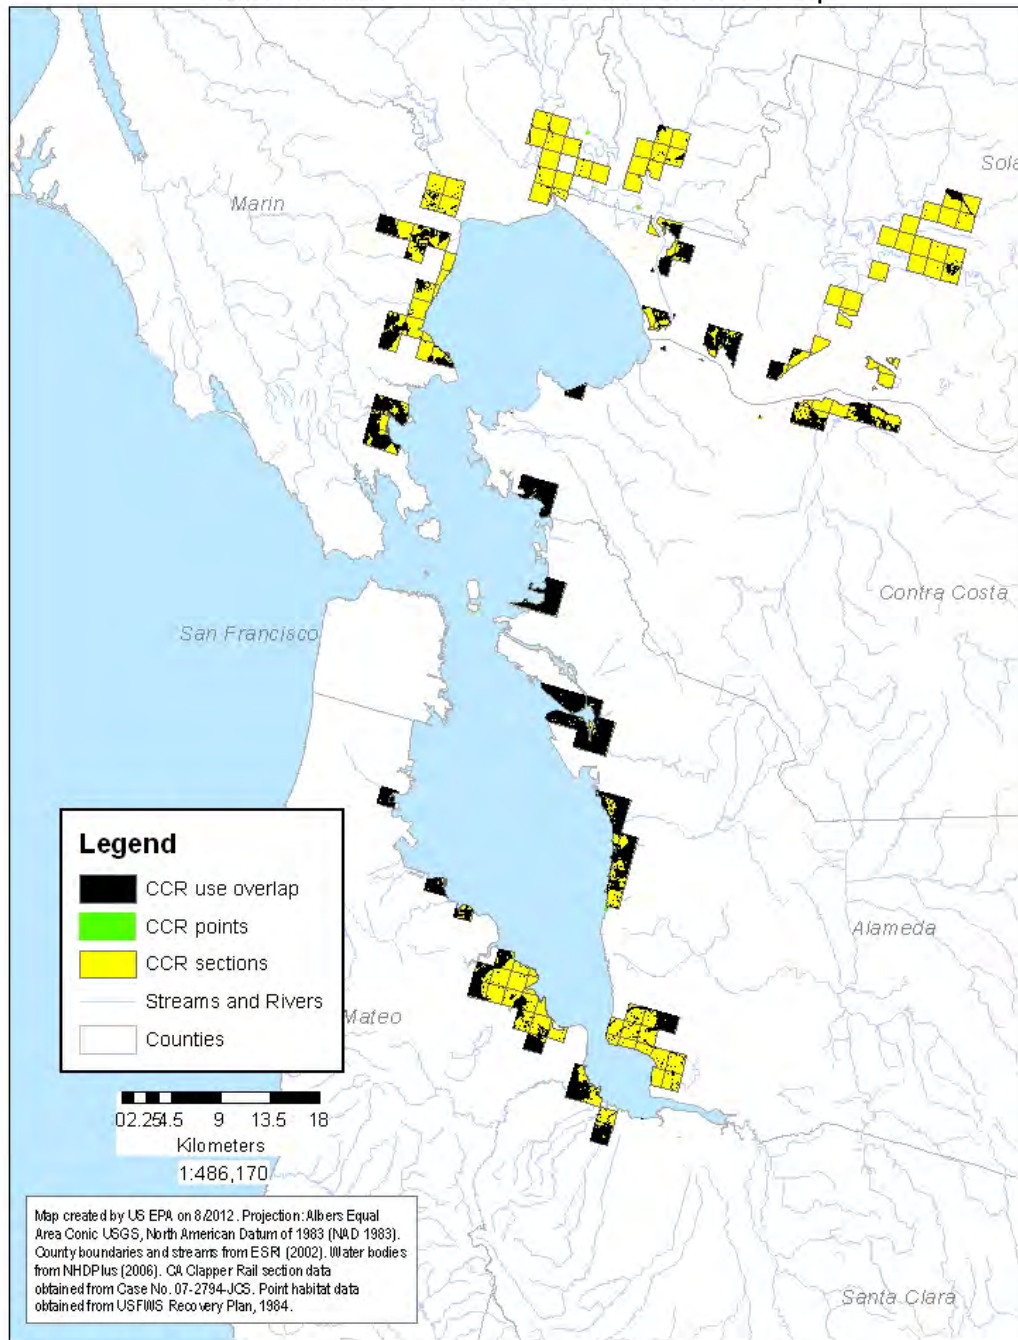 Sola
Marin
Contra Costa
San Francisco
Legend
CCR use overlap
CCR points
CCR sections
Streams and Rivers
Counties
Alameda
Mateo
02.254.5 9 13.5 18
Kilometers
1:486,170
Map created by US EPA on 8/2012. Projection: Albers Equal
Area Conic USGS, North American Datum of 1983 (NAD 1983).
County boundaries and streams from ESRI (2002). Water bodies
from NHDPlus (2006). CA Clapper Rail section data
obtained from Case No. 07-2794-JCS. Point habitat data
obtained from USFWS Recovery Plan, 1984.
Santa Clara